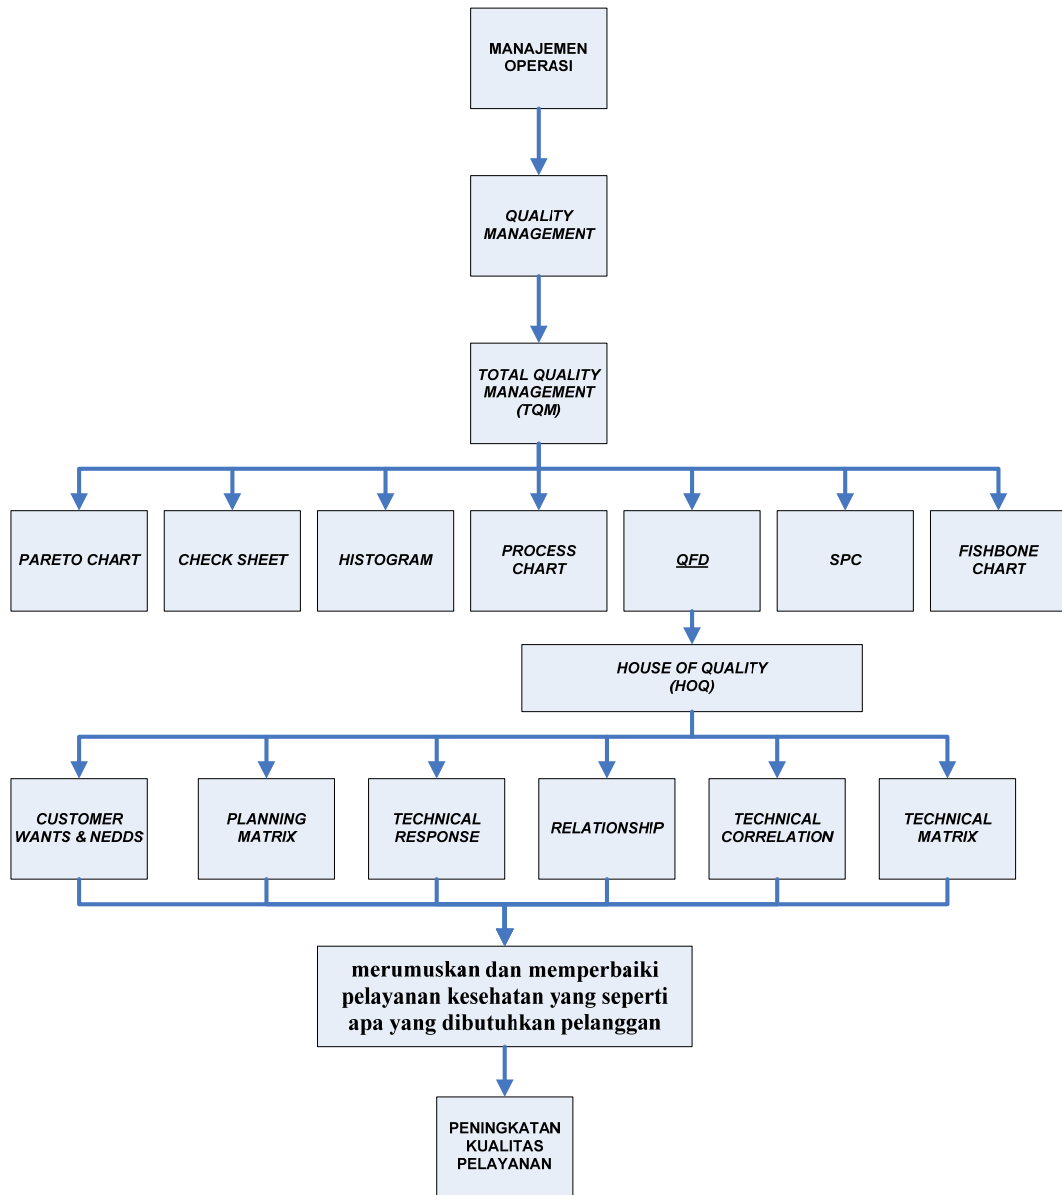 MANAJEMEN
OPERASI
QUALITY
MANAGEMENT
TOTAL QUALITY
MANAGEMENT
(TQM)
PARETO CHART
CHECK SHEET
HISTOGRAM
PROCESS
CHART
QFD
SPC
FISHBONE
CHART
HOUSE OF QUALITY
(HOQ)
CUSTOMER
WANTS & NEDDS
PLANNING
MATRIX
TECHNICAL
RESPONSE
RELATIONSHIP
TECHNICAL
CORRELATION
TECHNICAL
MATRIX
merumuskan dan memperbaiki
pelayanan kesehatan yang seperti
apa yang dibutuhkan pelanggan
PENINGKATAN
KUALITAS
PELAYANAN